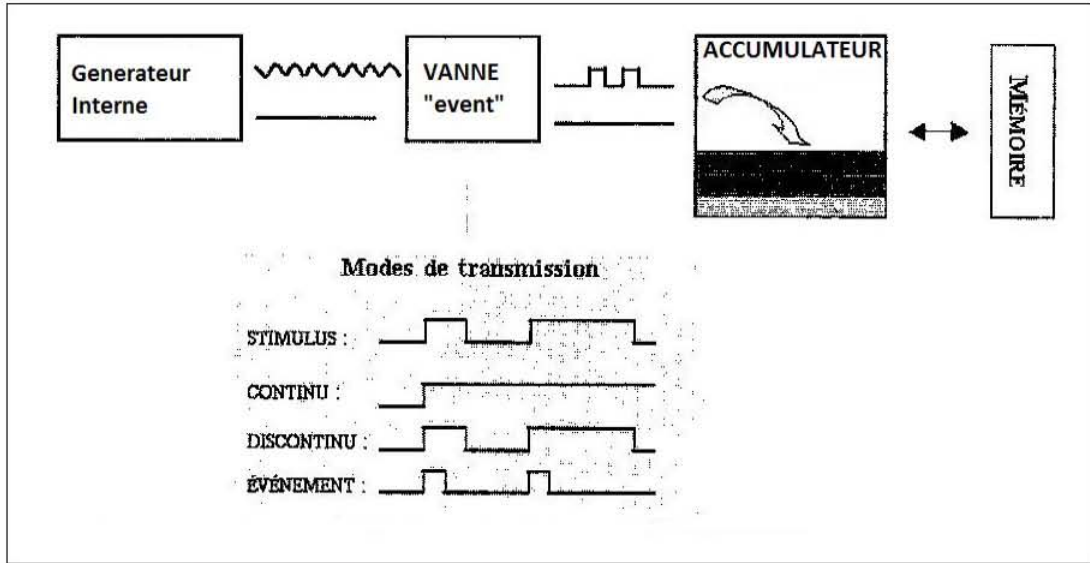 Generateur
Interne
VANNE
"event"
ACCUMULATEUR
MÉMOIRE
Modes de transmission
STIMULUS :
CONTINU :
DISCONTINU :
ÉVÉNEMENT :